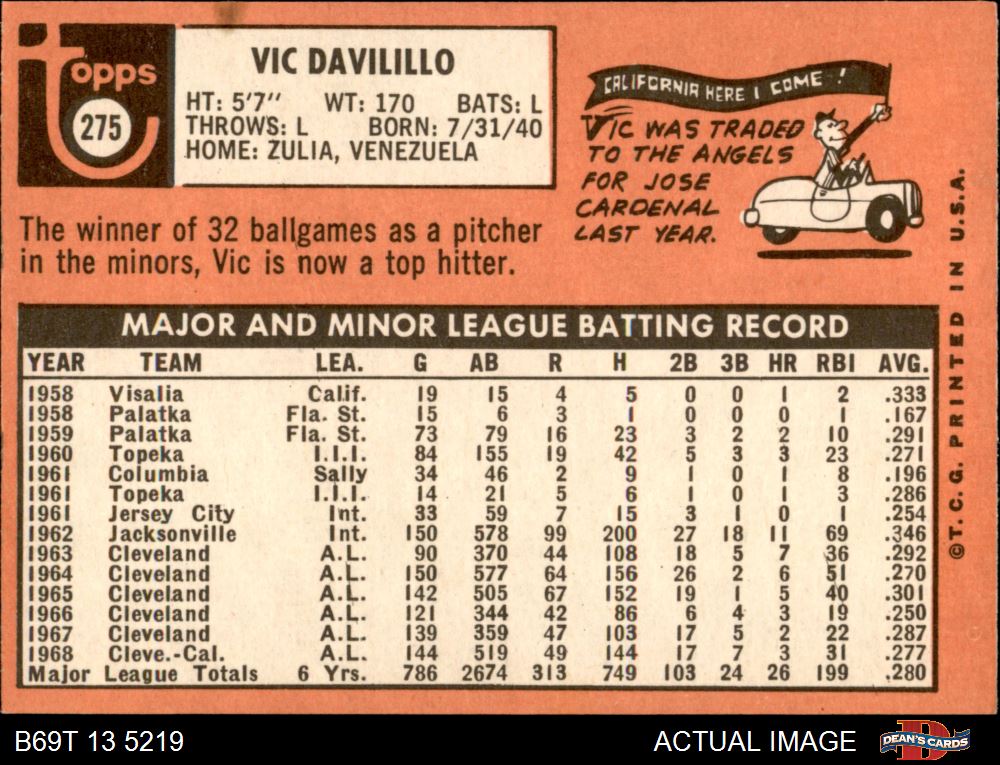 Topps
275
VIC DAVILILLO
HT: 5'7" WT: 170 BATS: L
THROWS: L BORN: 7/31/40
HOME: ZULIA, VENEZUELA
The winner of 32 ballgames as a pitcher
in the minors, Vic is now a top hitter.
CALIFORNIA HERE I COME!
VIC WAS TRADED
TO THE ANGELS
FOR JOSE
CARDENAL
LAST YEAR.
MAJOR AND MINOR LEAGUE BATTING RECORD
YEAR TEAM LEA. G AB R H 2B 3B HR RBI AVG.
1958 Visalia Calif. 19 15 4 5 0 0 1 2 .333
1958 Palatka Fla. St. 15 6 3 1 0 0 0 1 .167
1959 Palatka Fla. St. 73 79 16 23 3 2 2 10 .291
1960 Topeka I.I.I. 84 155 19 42 5 3 3 23 .271
1961 Columbia Sally 34 46 2 9 1 0 1 8 .196
1961 Topeka I.I.I. 14 21 5 6 1 0 1 3 .286
1961 Jersey City Int. 33 59 7 15 3 1 0 1 .254
1962 Jacksonville Int. 150 578 99 200 27 18 11 69 .346
1963 Cleveland A.L. 90 370 44 108 18 5 7 36 .292
1964 Cleveland A.L. 150 577 64 156 26 2 6 51 .270
1965 Cleveland A.L. 142 505 67 152 19 1 5 40 .301
1966 Cleveland A.L. 121 344 42 86 6 4 3 19 .250
1967 Cleveland A.L. 139 359 47 103 17 5 2 22 .287
1968 Cleve.-Cal. A.L. 144 519 49 144 17 7 3 31 .277
Major League Totals 6 Yrs. 786 2674 313 749 103 24 26 199 .280
©T.C.G. PRINTED IN U.S.A.
B69T 13 5219
ACTUAL IMAGE
DEAN'S CARDS